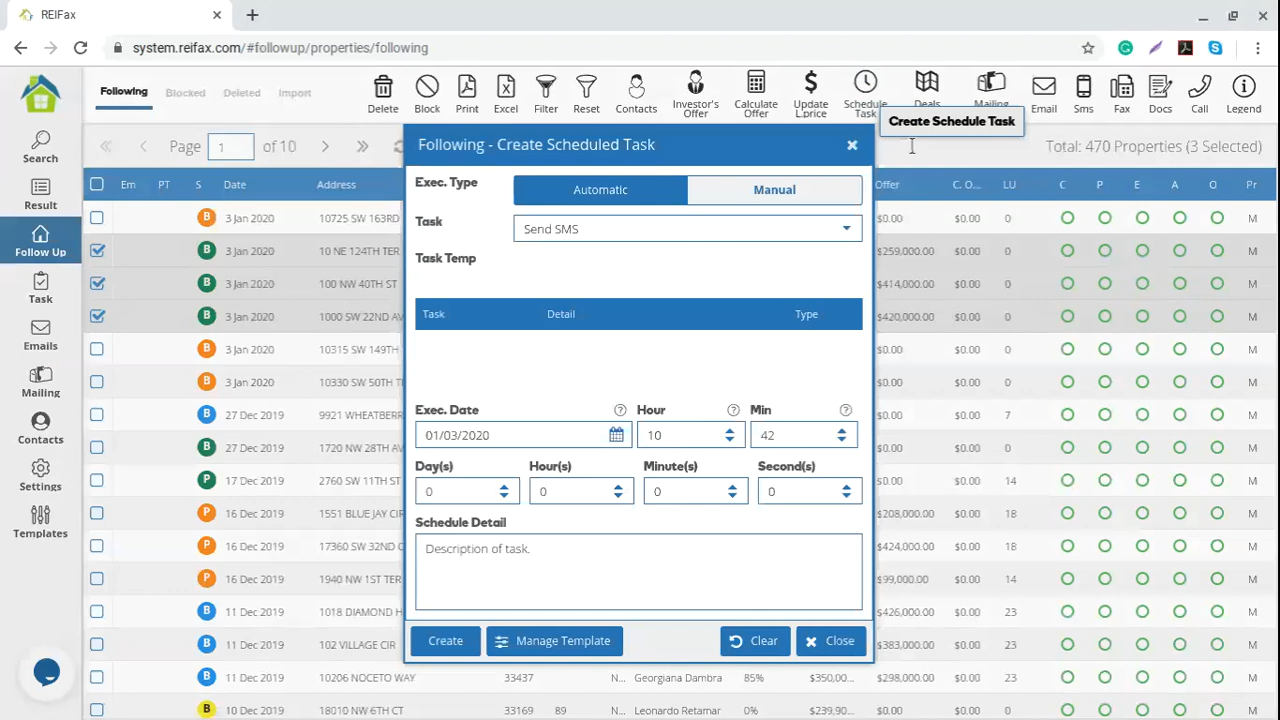 REIFax
system.reifax.com/#followup/properties/following
Following Blocked Deleted Import
Delete Block Print Excel Filter Reset Contacts Investor's Offer Calculate Offer Update L.price Schedule Task Deals Mailing Email Sms Fax Docs Call Legend
Create Schedule Task
Page 1 of 10
Total: 470 Properties (3 Selected)
Search
Result
Follow Up
Task
Emails
Mailing
Contacts
Settings
Templates
Em PT S Date Address Offer C. O... LU C P E A O Pr
B 3 Jan 2020 10725 SW 163RD $0.00 $0.00 0 M
B 3 Jan 2020 10 NE 124TH TER $259,000.00 $0.00 0 M
B 3 Jan 2020 100 NW 40TH ST $414,000.00 $0.00 0 M
B 3 Jan 2020 1000 SW 22ND AV $420,000.00 $0.00 0 M
B 3 Jan 2020 10315 SW 149TH $0.00 $0.00 0 M
B 3 Jan 2020 10330 SW 50TH T $0.00 $0.00 0 M
B 27 Dec 2019 9921 WHEATBERR $0.00 $0.00 7 M
B 27 Dec 2019 1720 NW 28TH AV $0.00 $0.00 0 M
P 17 Dec 2019 2760 SW 11TH ST $0.00 $0.00 14 M
P 16 Dec 2019 1551 BLUE JAY CIR $208,000.00 $0.00 18 M
P 16 Dec 2019 17360 SW 32ND C $424,000.00 $0.00 18 M
P 16 Dec 2019 1940 NW 1ST TER $99,000.00 $0.00 14 M
B 11 Dec 2019 1018 DIAMOND H $426,000.00 $0.00 23 M
B 11 Dec 2019 102 VILLAGE CIR $383,000.00 $0.00 23 M
B 11 Dec 2019 10206 NOCETO WAY 33437 N... Georgiana Dambra 85% $350,00... $298,000.00 $0.00 23 M
B 10 Dec 2019 18010 NW 6TH CT 33169 89 N... Leonardo Retamar 0% $239,90... $0.00 $0.00 0 M
Following - Create Scheduled Task
Exec. Type Automatic Manual
Task Send SMS
Task Temp
Task Detail Type
Exec. Date Hour Min
01/03/2020 10 42
Day(s) Hour(s) Minute(s) Second(s)
0 0 0 0
Schedule Detail
Description of task.
Create Manage Template Clear Close